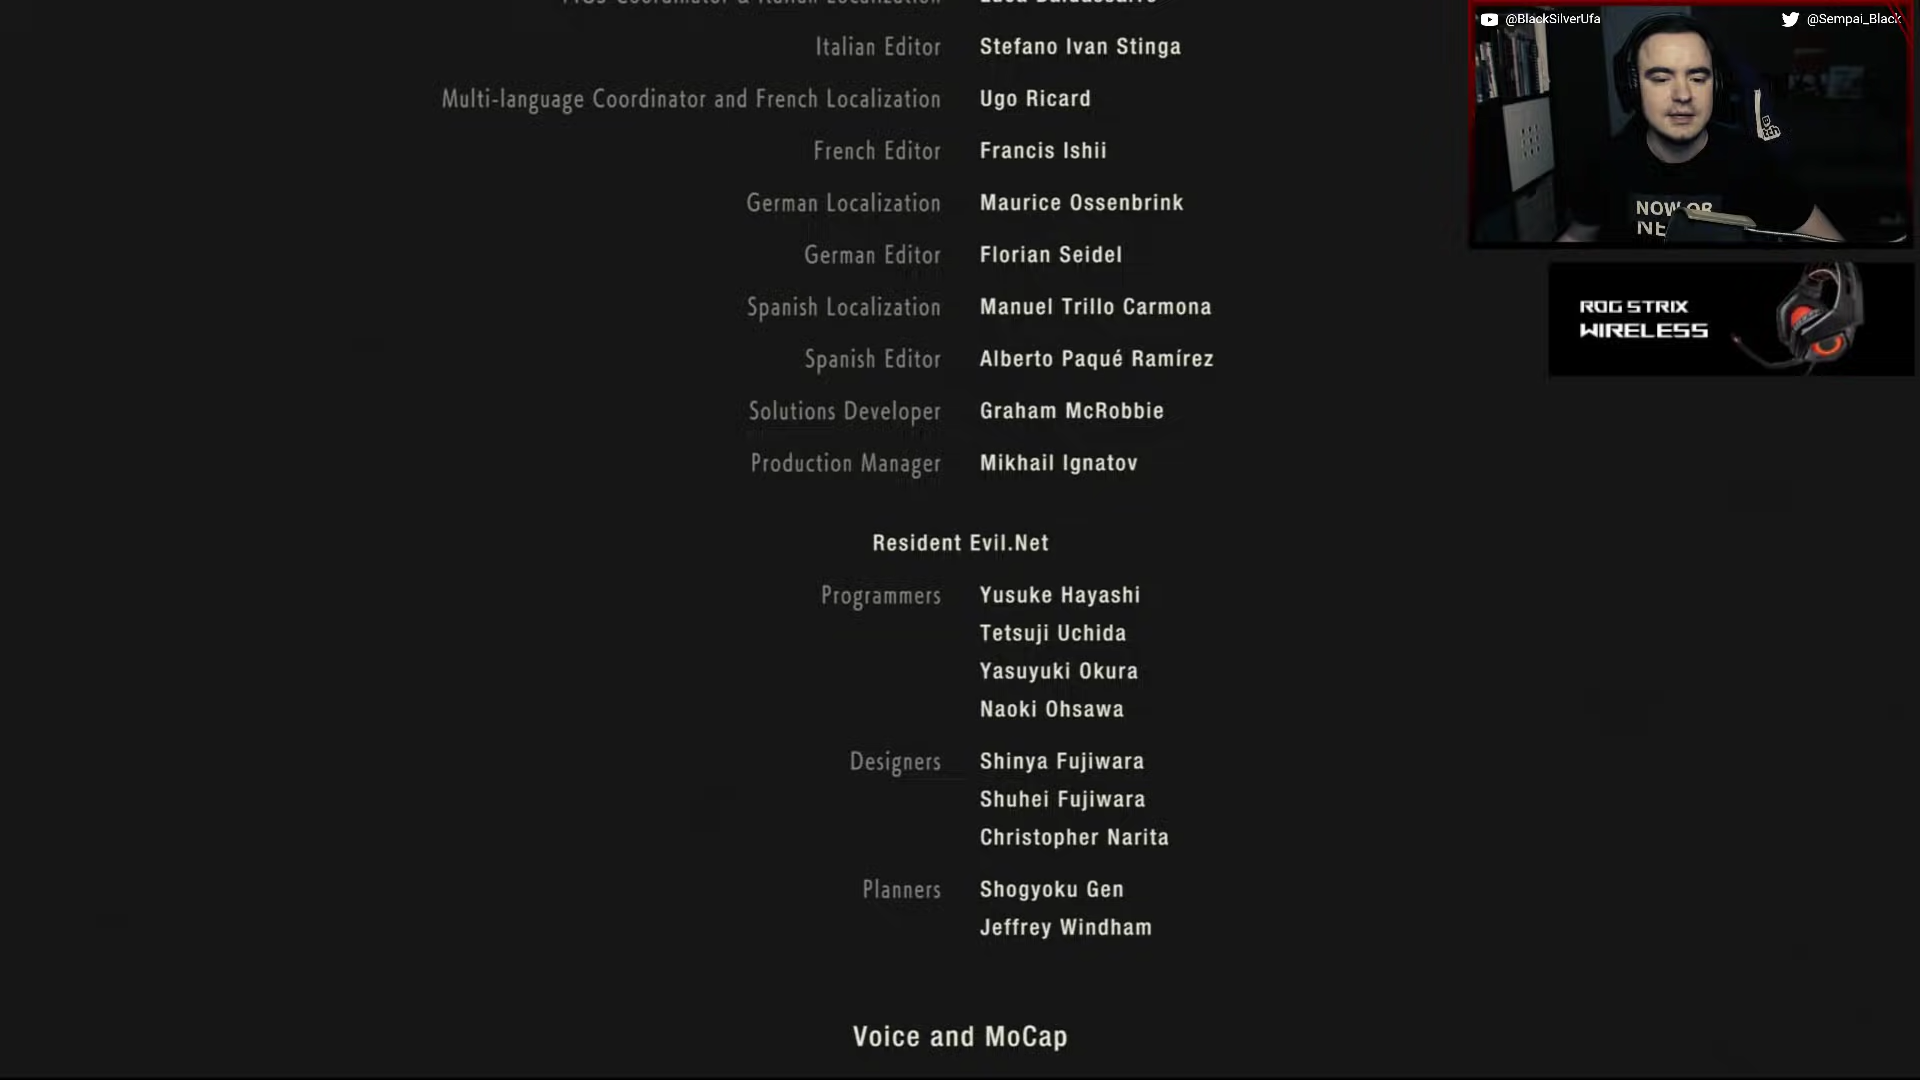 @BlackSilverUfa
@Sempai_Black
Italian Editor Stefano Ivan Stinga
Multi-language Coordinator and French Localization Ugo Ricard
French Editor Francis Ishii
German Localization Maurice Ossenbrink
German Editor Florian Seidel
Spanish Localization Manuel Trillo Carmona
Spanish Editor Alberto Paqué Ramírez
Solutions Developer Graham McRobbie
Production Manager Mikhail Ignatov
Resident Evil.Net
Programmers Yusuke Hayashi
Tetsuji Uchida
Yasuyuki Okura
Naoki Ohsawa
Designers Shinya Fujiwara
Shuhei Fujiwara
Christopher Narita
Planners Shogyoku Gen
Jeffrey Windham
Voice and MoCap
NOW OR
NE
ROG STRIX
WIRELESS